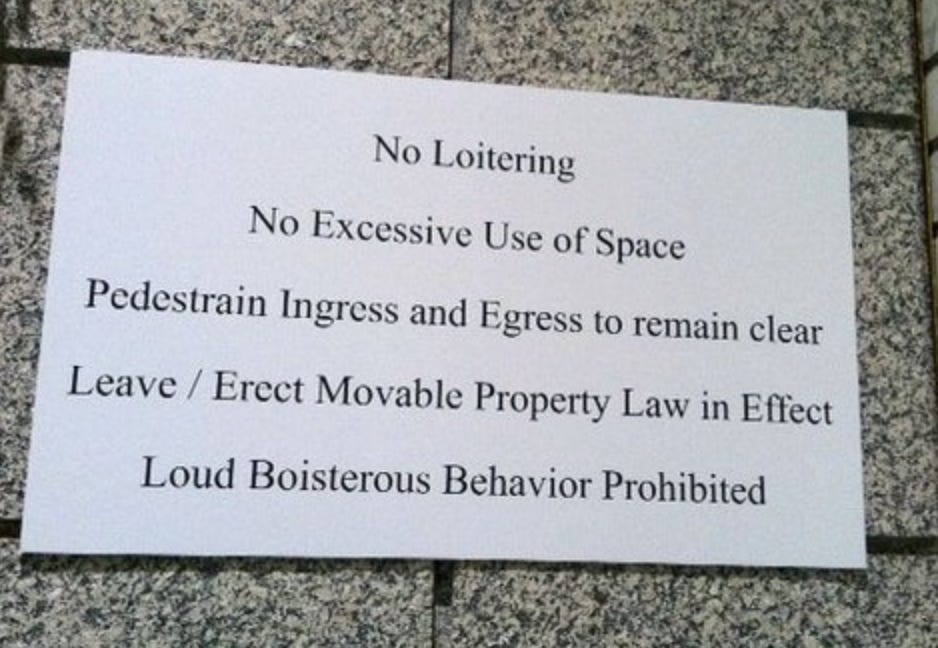 No Loitering
No Excessive Use of Space
Pedestrain Ingress and Egress to remain clear
Leave / Erect Movable Property Law in Effect
Loud Boisterous Behavior Prohibited